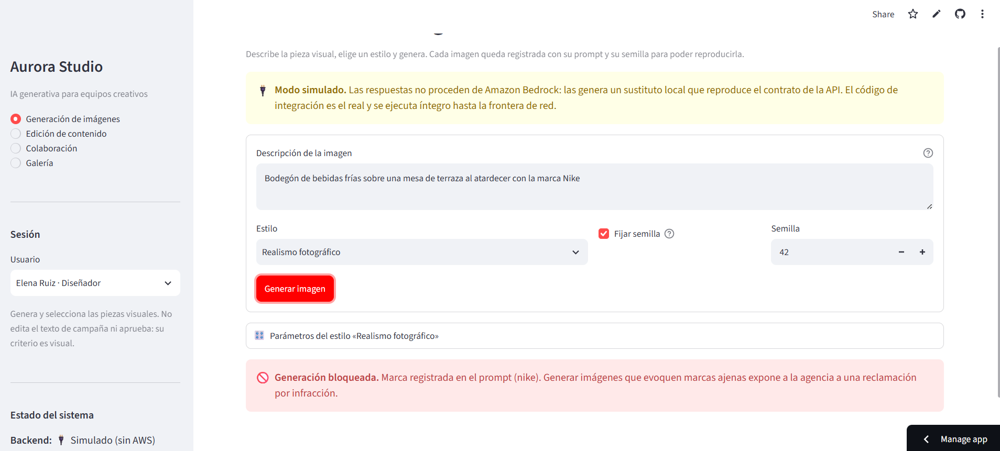 Share
Aurora Studio
IA generativa para equipos creativos
Generación de imágenes
Edición de contenido
Colaboración
Galería
Sesión
Usuario
Elena Ruiz · Diseñador
Genera y selecciona las piezas visuales. No
edita el texto de campaña ni aprueba: su
criterio es visual.
Estado del sistema
Backend: Simulado (sin AWS)
Describe la pieza visual, elige un estilo y genera. Cada imagen queda registrada con su prompt y su semilla para poder reproducirla.
Modo simulado. Las respuestas no proceden de Amazon Bedrock: las genera un sustituto local que reproduce el contrato de la API. El código de
integración es el real y se ejecuta íntegro hasta la frontera de red.
Descripción de la imagen
Bodegón de bebidas frías sobre una mesa de terraza al atardecer con la marca Nike
Estilo
Realismo fotográfico
Fijar semilla
Semilla
42
Generar imagen
Parámetros del estilo «Realismo fotográfico»
Generación bloqueada. Marca registrada en el prompt (nike). Generar imágenes que evoquen marcas ajenas expone a la agencia a una reclamación
por infracción.
Manage app